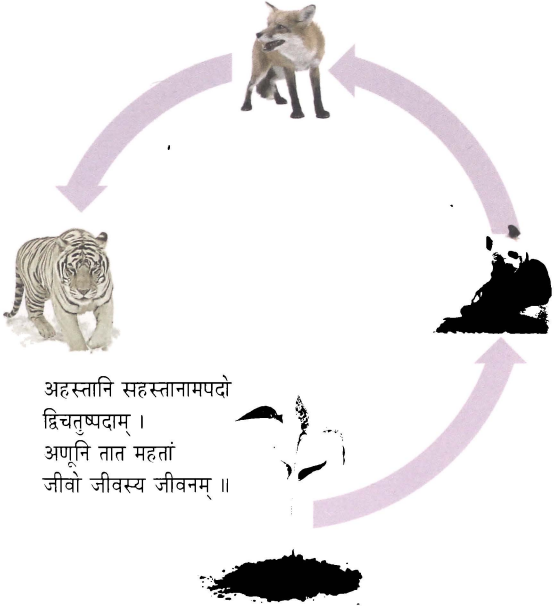 अहस्तानि सहस्तानामपदो
द्विचतुष्पदाम् ।
अणूनि तात महतां
जीवो जीवस्य जीवनम् ॥